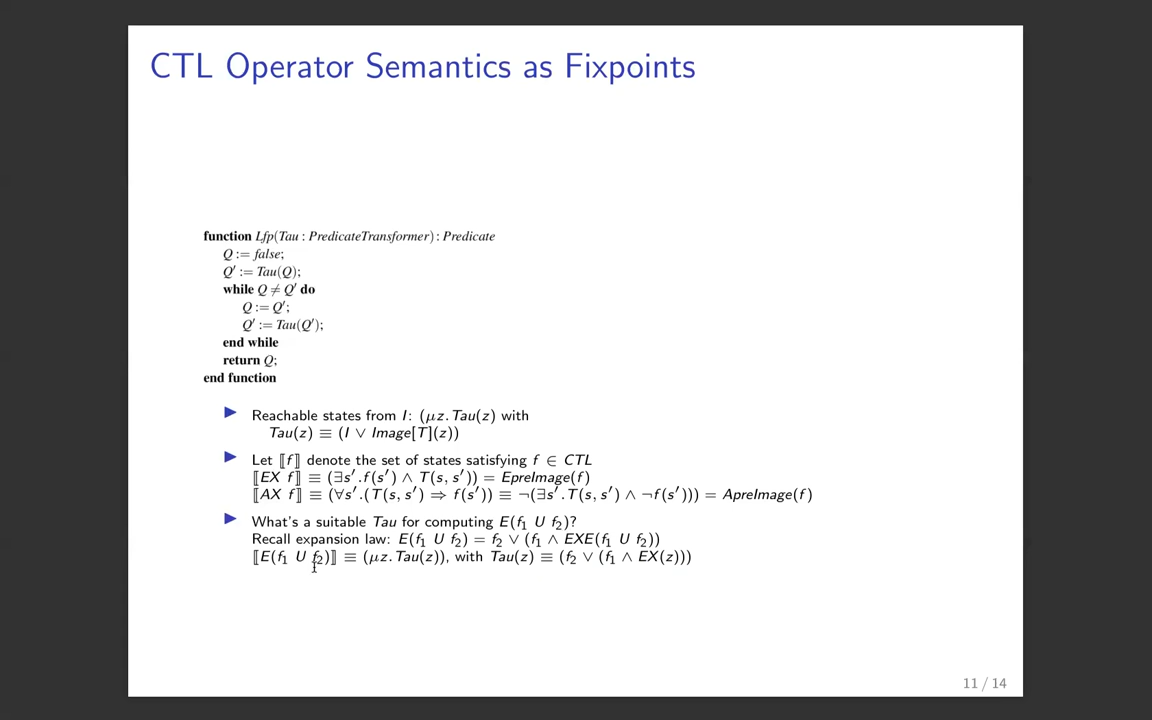 CTL Operator Semantics as Fixpoints
function Lfp(Tau : PredicateTransformer) : Predicate
Q := false;
Q′ := Tau(Q);
while Q ≠ Q′ do
Q := Q′;
Q′ := Tau(Q′);
end while
return Q;
end function
▶ Reachable states from I: (μz.Tau(z) with
Tau(z) ≡ (I ∨ Image[T](z))
▶ Let ⟦f⟧ denote the set of states satisfying f ∈ CTL
⟦EX f⟧ ≡ (∃s′.f(s′) ∧ T(s, s′)) = EpreImage(f)
⟦AX f⟧ ≡ (∀s′.(T(s, s′) ⇒ f(s′)) ≡ ¬(∃s′.T(s, s′) ∧ ¬f(s′))) = ApreImage(f)
▶ What's a suitable Tau for computing E(f₁ U f₂)?
Recall expansion law: E(f₁ U f₂) = f₂ ∨ (f₁ ∧ EXE(f₁ U f₂))
⟦E(f₁ U f₂)⟧ ≡ (μz.Tau(z)), with Tau(z) ≡ (f₂ ∨ (f₁ ∧ EX(z)))
11 / 14